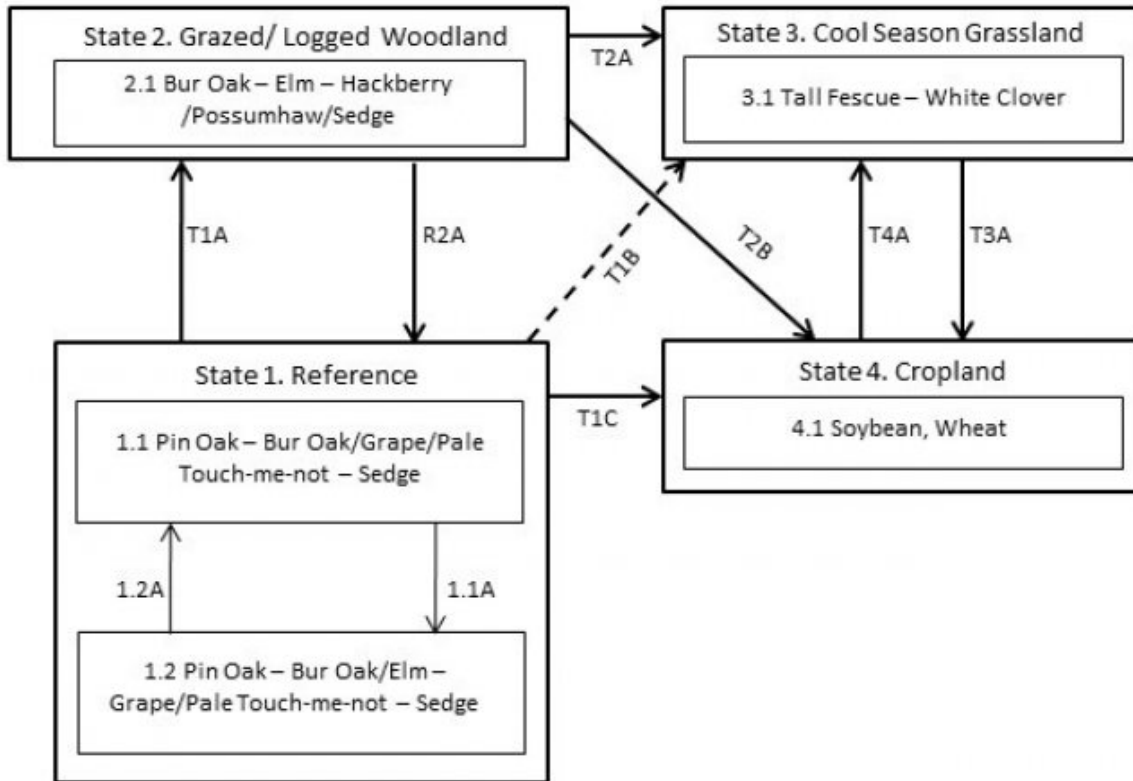 State 2. Grazed/ Logged Woodland
2.1 Bur Oak – Elm – Hackberry
/Possumhaw/Sedge
T2A
State 3. Cool Season Grassland
3.1 Tall Fescue – White Clover
T1A
R2A
T1B
T2B
T4A
T3A
State 1. Reference
1.1 Pin Oak – Bur Oak/Grape/Pale
Touch-me-not – Sedge
1.2A
1.1A
1.2 Pin Oak – Bur Oak/Elm –
Grape/Pale Touch-me-not – Sedge
T1C
State 4. Cropland
4.1 Soybean, Wheat